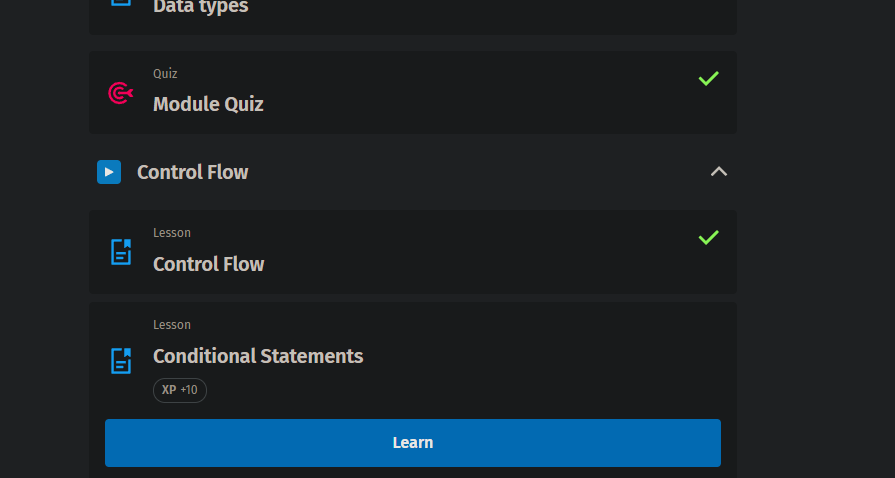 Data types
Quiz
Module Quiz
Control Flow
Lesson
Control Flow
Lesson
Conditional Statements
XP +10
Learn